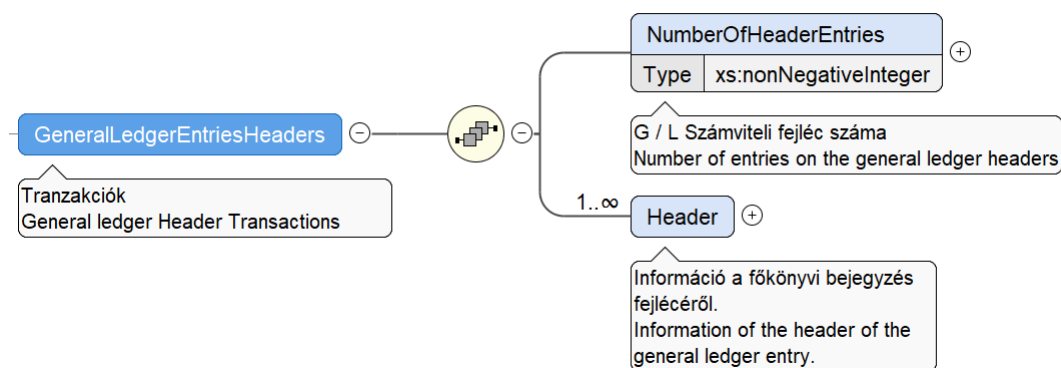 NumberOfHeaderEntries
Type xs:nonNegativeInteger
G / L Számviteli fejléc száma
Number of entries on the general ledger headers
GeneralLedgerEntriesHeaders
Tranzakciók
General ledger Header Transactions
1..∞
Header
Információ a főkönyvi bejegyzés
fejlécéről.
Information of the header of the
general ledger entry.